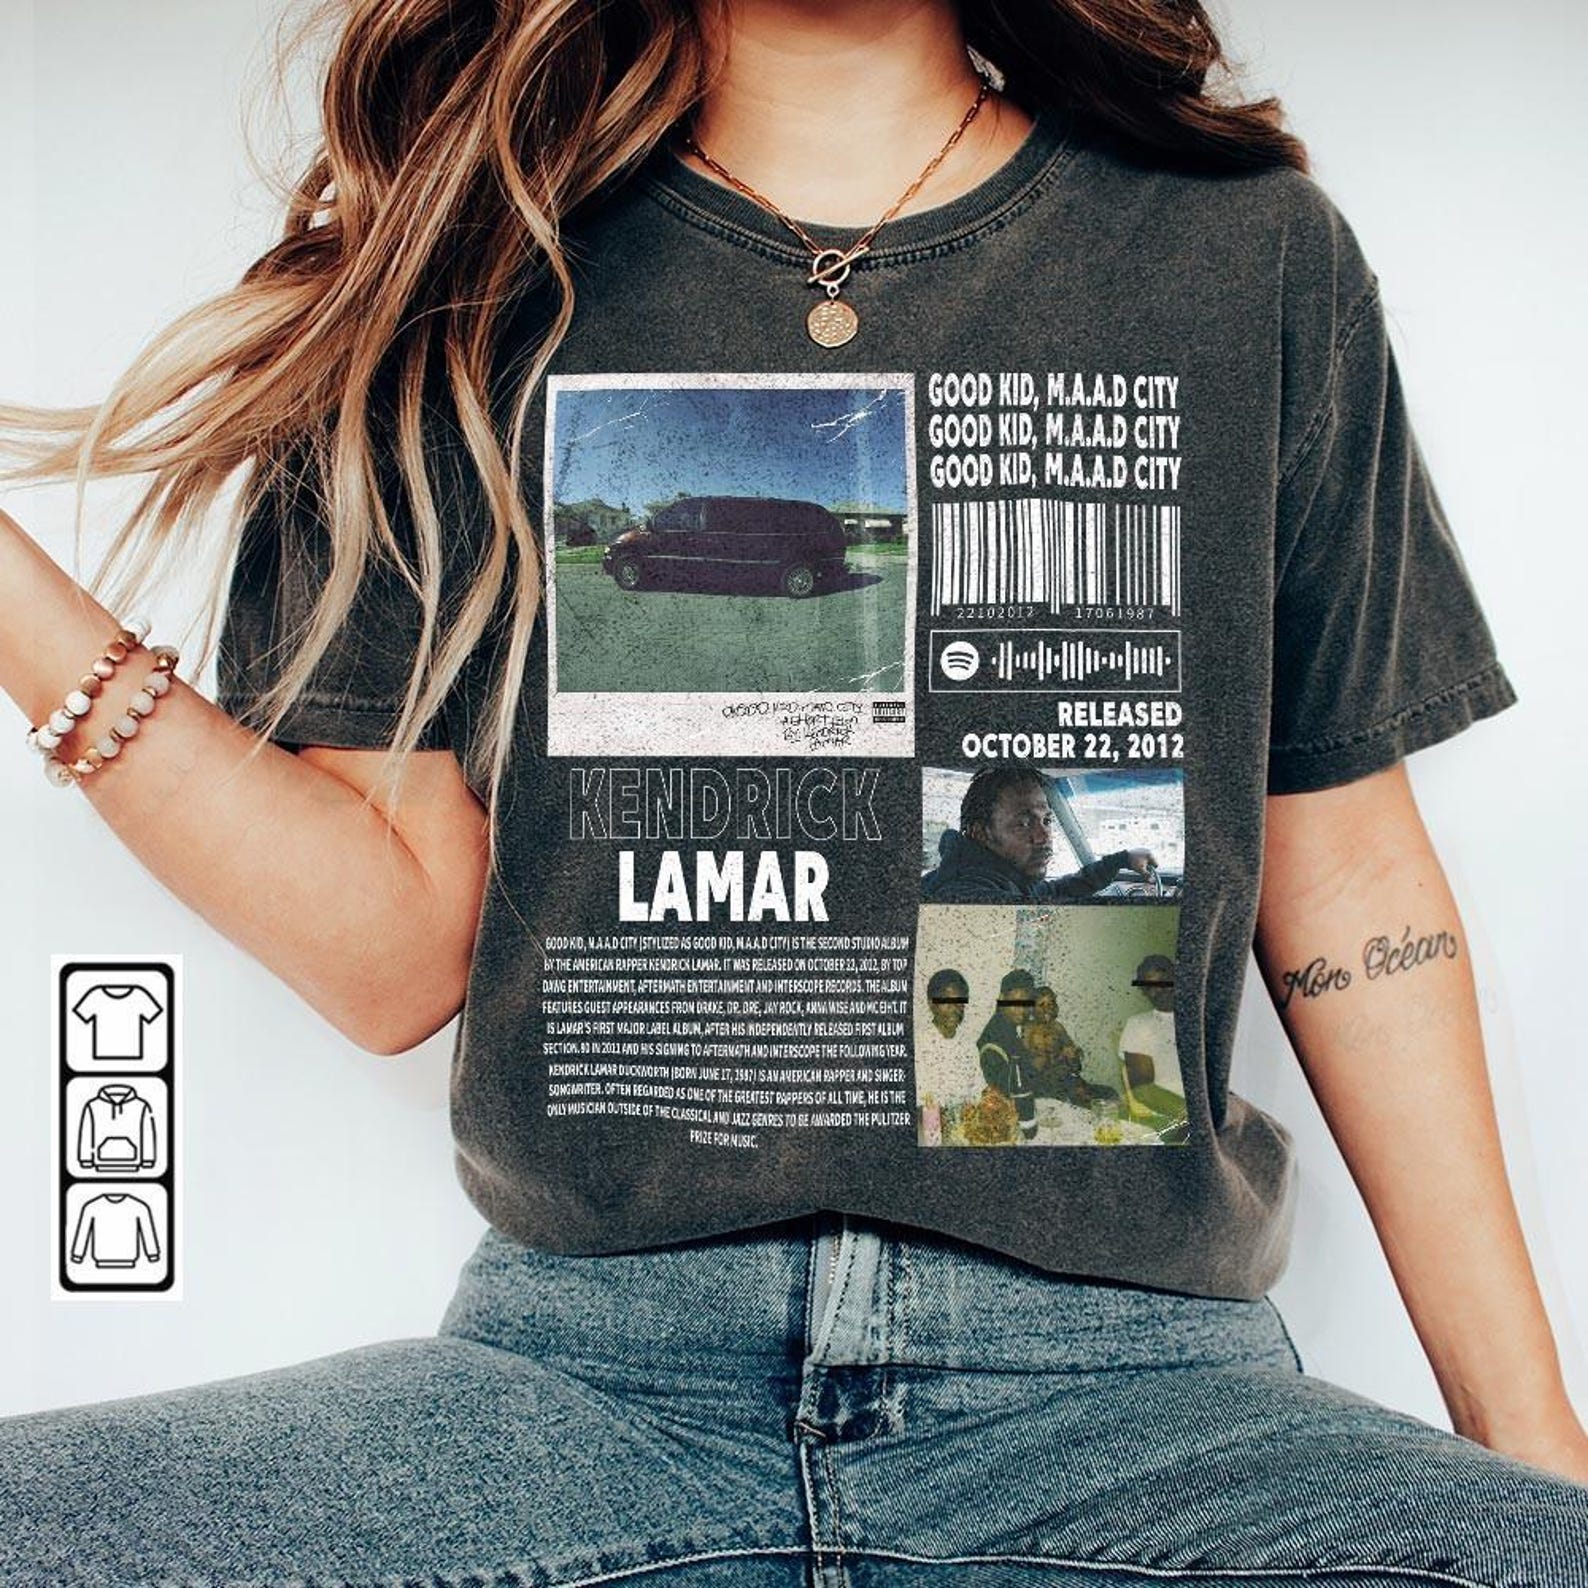 GOOD KID, M.A.A.D CITY
GOOD KID, M.A.A.D CITY
GOOD KID, M.A.A.D CITY
22102012 17061987
RELEASED
OCTOBER 22, 2012
KENDRICK
LAMAR
GOOD KID, M.A.A.D CITY (STYLIZED AS GOOD KID, M.A.A.D CITY) IS THE SECOND STUDIO ALBUM
BY THE AMERICAN RAPPER KENDRICK LAMAR. IT WAS RELEASED ON OCTOBER 22, 2012, BY TOP
DAWG ENTERTAINMENT, AFTERMATH ENTERTAINMENT AND INTERSCOPE RECORDS. THE ALBUM
FEATURES GUEST APPEARANCES FROM DRAKE, DR. DRE, JAY ROCK, ANNA WISE AND MC EIHT. IT
IS LAMAR'S FIRST MAJOR LABEL ALBUM, AFTER HIS INDEPENDENTLY RELEASED FIRST ALBUM
SECTION.80 IN 2011 AND HIS SIGNING TO AFTERMATH AND INTERSCOPE THE FOLLOWING YEAR.
KENDRICK LAMAR DUCKWORTH (BORN JUNE 17, 1987) IS AN AMERICAN RAPPER AND SINGER-
SONGWRITER. OFTEN REGARDED AS ONE OF THE GREATEST RAPPERS OF ALL TIME, HE IS THE
ONLY MUSICIAN OUTSIDE OF THE CLASSICAL AND JAZZ GENRES TO BE AWARDED THE PULITZER
PRIZE FOR MUSIC.
Mon Océan